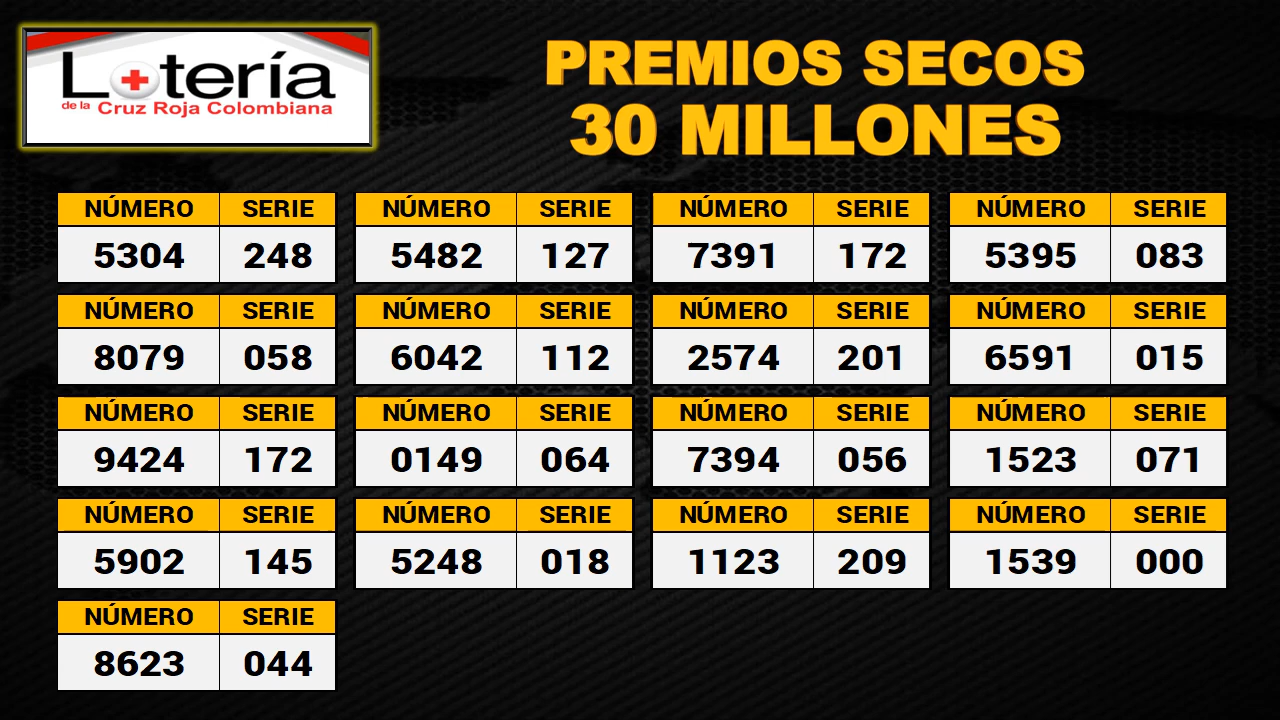 Lotería
de la Cruz Roja Colombiana
PREMIOS SECOS
30 MILLONES
NÚMERO SERIE NÚMERO SERIE NÚMERO SERIE NÚMERO SERIE
5304 248 5482 127 7391 172 5395 083
NÚMERO SERIE NÚMERO SERIE NÚMERO SERIE NÚMERO SERIE
8079 058 6042 112 2574 201 6591 015
NÚMERO SERIE NÚMERO SERIE NÚMERO SERIE NÚMERO SERIE
9424 172 0149 064 7394 056 1523 071
NÚMERO SERIE NÚMERO SERIE NÚMERO SERIE NÚMERO SERIE
5902 145 5248 018 1123 209 1539 000
NÚMERO SERIE
8623 044